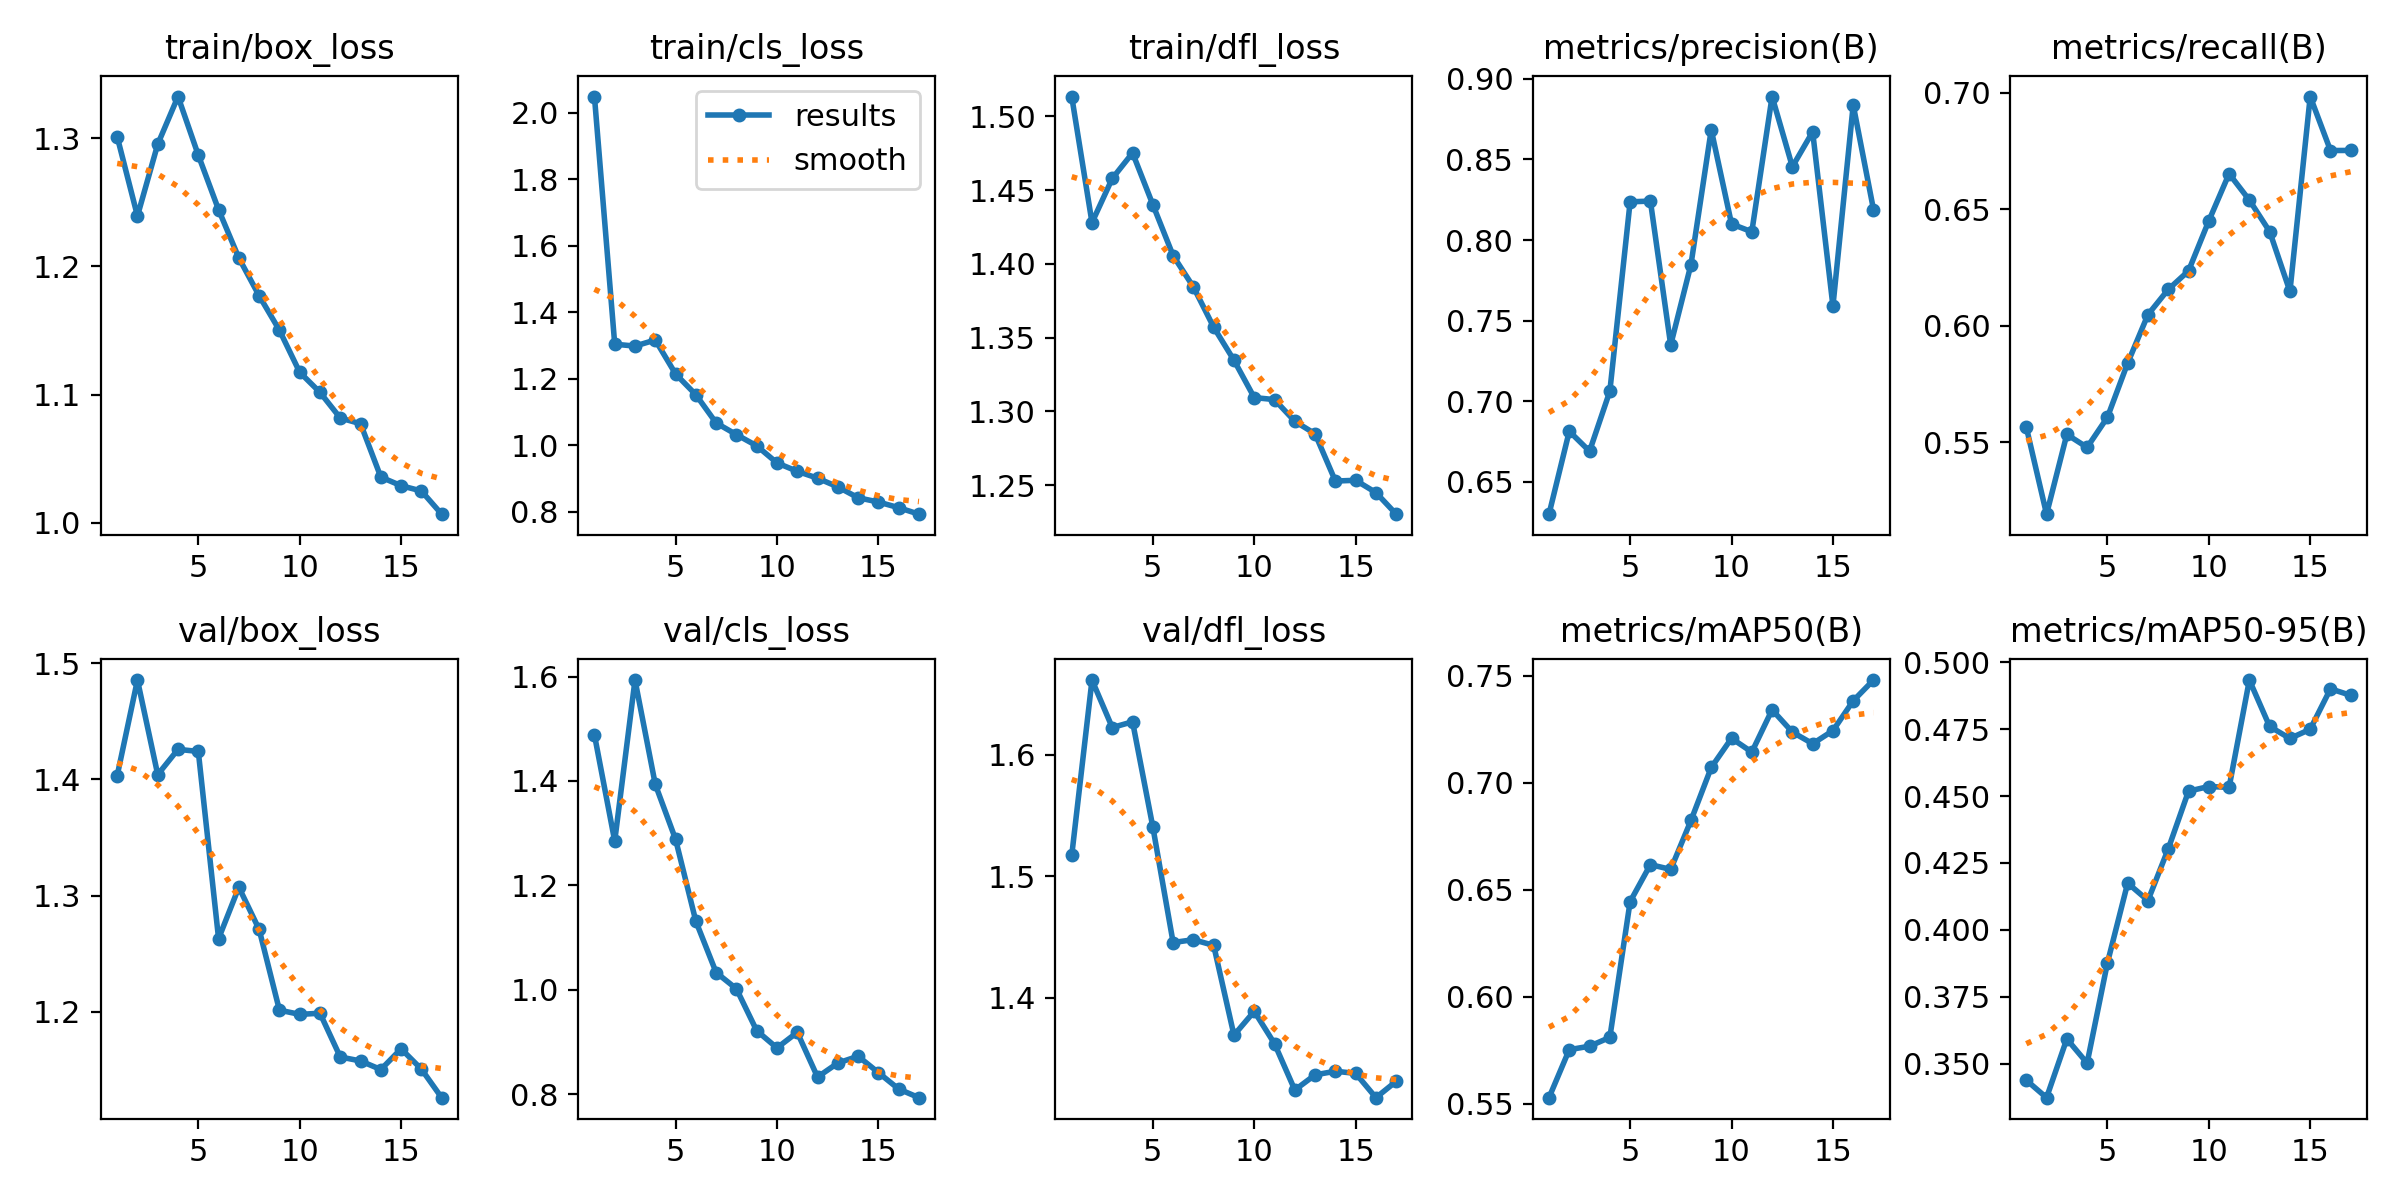 train/box_loss
1.3
1.2
1.1
1.0
5 10 15
train/cls_loss
results
smooth
2.0
1.8
1.6
1.4
1.2
1.0
0.8
5 10 15
train/dfl_loss
1.50
1.45
1.40
1.35
1.30
1.25
5 10 15
metrics/precision(B)
0.90
0.85
0.80
0.75
0.70
0.65
5 10 15
metrics/recall(B)
0.70
0.65
0.60
0.55
5 10 15
val/box_loss
1.5
1.4
1.3
1.2
5 10 15
val/cls_loss
1.6
1.4
1.2
1.0
0.8
5 10 15
val/dfl_loss
1.6
1.5
1.4
5 10 15
metrics/mAP50(B)
0.75
0.70
0.65
0.60
0.55
5 10 15
metrics/mAP50-95(B)
0.500
0.475
0.450
0.425
0.400
0.375
0.350
5 10 15